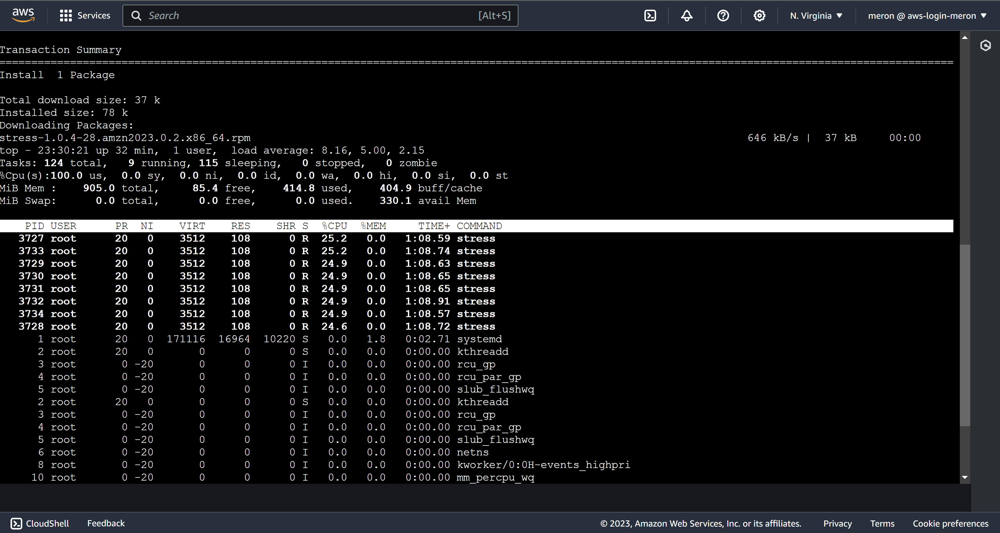 aws Services Search [Alt+S] N. Virginia ▼ meron @ aws-login-meron ▼
Transaction Summary
================================================================================
Install  1 Package
Total download size: 37 k
Installed size: 78 k
Downloading Packages:
stress-1.0.4-28.amzn2023.0.2.x86_64.rpm 646 kB/s |  37 kB     00:00
top - 23:30:21 up 32 min,  1 user,  load average: 8.16, 5.00, 2.15
Tasks: 124 total,   9 running, 115 sleeping,   0 stopped,   0 zombie
%Cpu(s):100.0 us,  0.0 sy,  0.0 ni,  0.0 id,  0.0 wa,  0.0 hi,  0.0 si,  0.0 st
MiB Mem :    905.0 total,     85.4 free,    414.8 used,    404.9 buff/cache
MiB Swap:      0.0 total,      0.0 free,      0.0 used.    330.1 avail Mem
PID USER      PR  NI    VIRT    RES    SHR S  %CPU  %MEM     TIME+ COMMAND
3727 root      20   0    3512    108      0 R  25.2   0.0   1:08.59 stress
3733 root      20   0    3512    108      0 R  25.2   0.0   1:08.74 stress
3729 root      20   0    3512    108      0 R  24.9   0.0   1:08.63 stress
3730 root      20   0    3512    108      0 R  24.9   0.0   1:08.65 stress
3731 root      20   0    3512    108      0 R  24.9   0.0   1:08.65 stress
3732 root      20   0    3512    108      0 R  24.9   0.0   1:08.91 stress
3734 root      20   0    3512    108      0 R  24.9   0.0   1:08.57 stress
3728 root      20   0    3512    108      0 R  24.6   0.0   1:08.72 stress
1 root      20   0  171116  16964  10220 S   0.0   1.8   0:02.71 systemd
2 root      20   0       0      0      0 S   0.0   0.0   0:00.00 kthreadd
3 root       0 -20       0      0      0 I   0.0   0.0   0:00.00 rcu_gp
4 root       0 -20       0      0      0 I   0.0   0.0   0:00.00 rcu_par_gp
5 root       0 -20       0      0      0 I   0.0   0.0   0:00.00 slub_flushwq
2 root      20   0       0      0      0 S   0.0   0.0   0:00.00 kthreadd
3 root       0 -20       0      0      0 I   0.0   0.0   0:00.00 rcu_gp
4 root       0 -20       0      0      0 I   0.0   0.0   0:00.00 rcu_par_gp
5 root       0 -20       0      0      0 I   0.0   0.0   0:00.00 slub_flushwq
6 root       0 -20       0      0      0 I   0.0   0.0   0:00.00 netns
8 root       0 -20       0      0      0 I   0.0   0.0   0:00.00 kworker/0:0H-events_highpri
10 root       0 -20       0      0      0 I   0.0   0.0   0:00.00 mm_percpu_wq
CloudShell Feedback © 2023, Amazon Web Services, Inc. or its affiliates. Privacy Terms Cookie preferences